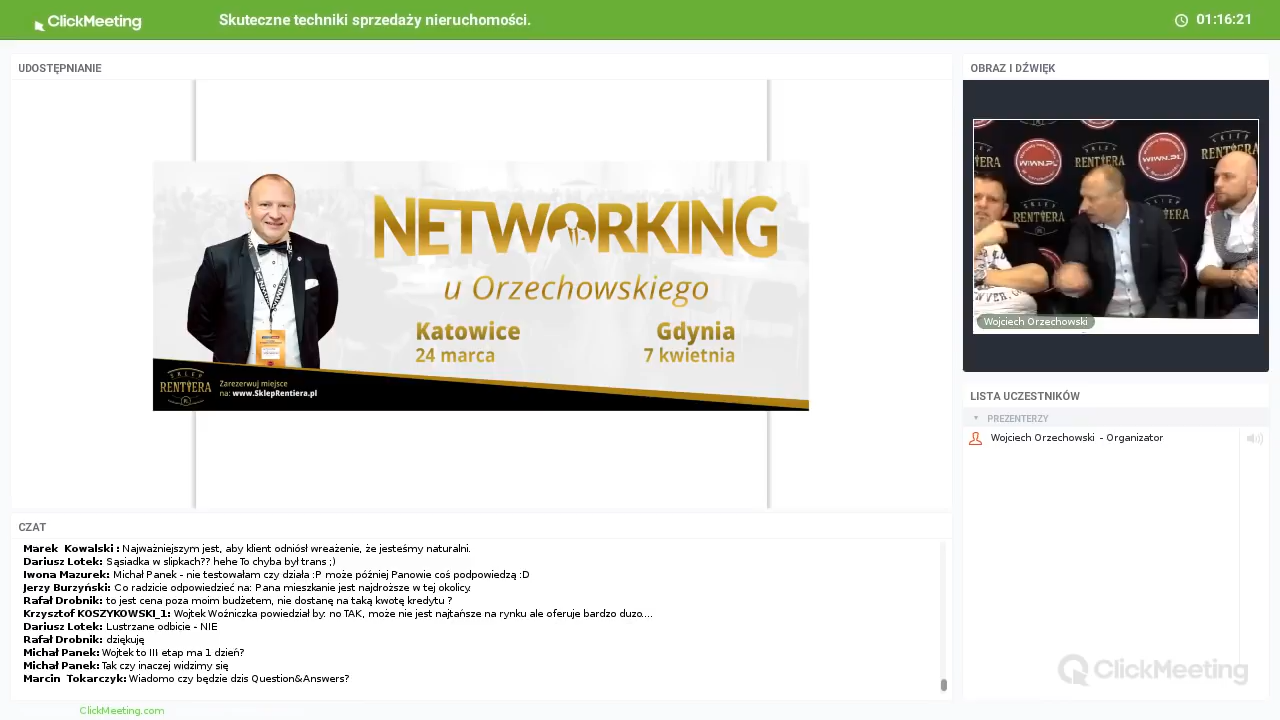 ClickMeeting
Skuteczne techniki sprzedaży nieruchomości.
01:16:21
UDOSTĘPNIANIE
NETWORKING
u Orzechowskiego
Katowice
24 marca
Gdynia
7 kwietnia
SKLEP
RENTIERA
PL
Zarezerwuj miejsce
na: www.SklepRentiera.pl
OBRAZ I DŹWIĘK
WIWN.PL
RENTIERA
Wojciech Orzechowski
LISTA UCZESTNIKÓW
PREZENTERZY
Wojciech Orzechowski - Organizator
CZAT
Marek Kowalski : Najważniejszym jest, aby klient odniósł wreażenie, że jesteśmy naturalni.
Dariusz Lotek: Sąsiadka w slipkach?? hehe To chyba był trans ;)
Iwona Mazurek: Michał Panek - nie testowałam czy działa :P może później Panowie coś podpowiedzą :D
Jerzy Burzyński: Co radzicie odpowiedzieć na: Pana mieszkanie jest najdroższe w tej okolicy.
Rafał Drobnik: to jest cena poza moim budżetem, nie dostanę na taką kwotę kredytu ?
Krzysztof KOSZYKOWSKI_1: Wojtek Woźniczka powiedział by: no TAK, może nie jest najtańsze na rynku ale oferuje bardzo duzo....
Dariusz Lotek: Lustrzane odbicie - NIE
Rafał Drobnik: dziękuję
Michał Panek: Wojtek to III etap ma 1 dzień?
Michał Panek: Tak czy inaczej widzimy się
Marcin Tokarczyk: Wiadomo czy będzie dzis Question&Answers?
ClickMeeting
ClickMeeting.com